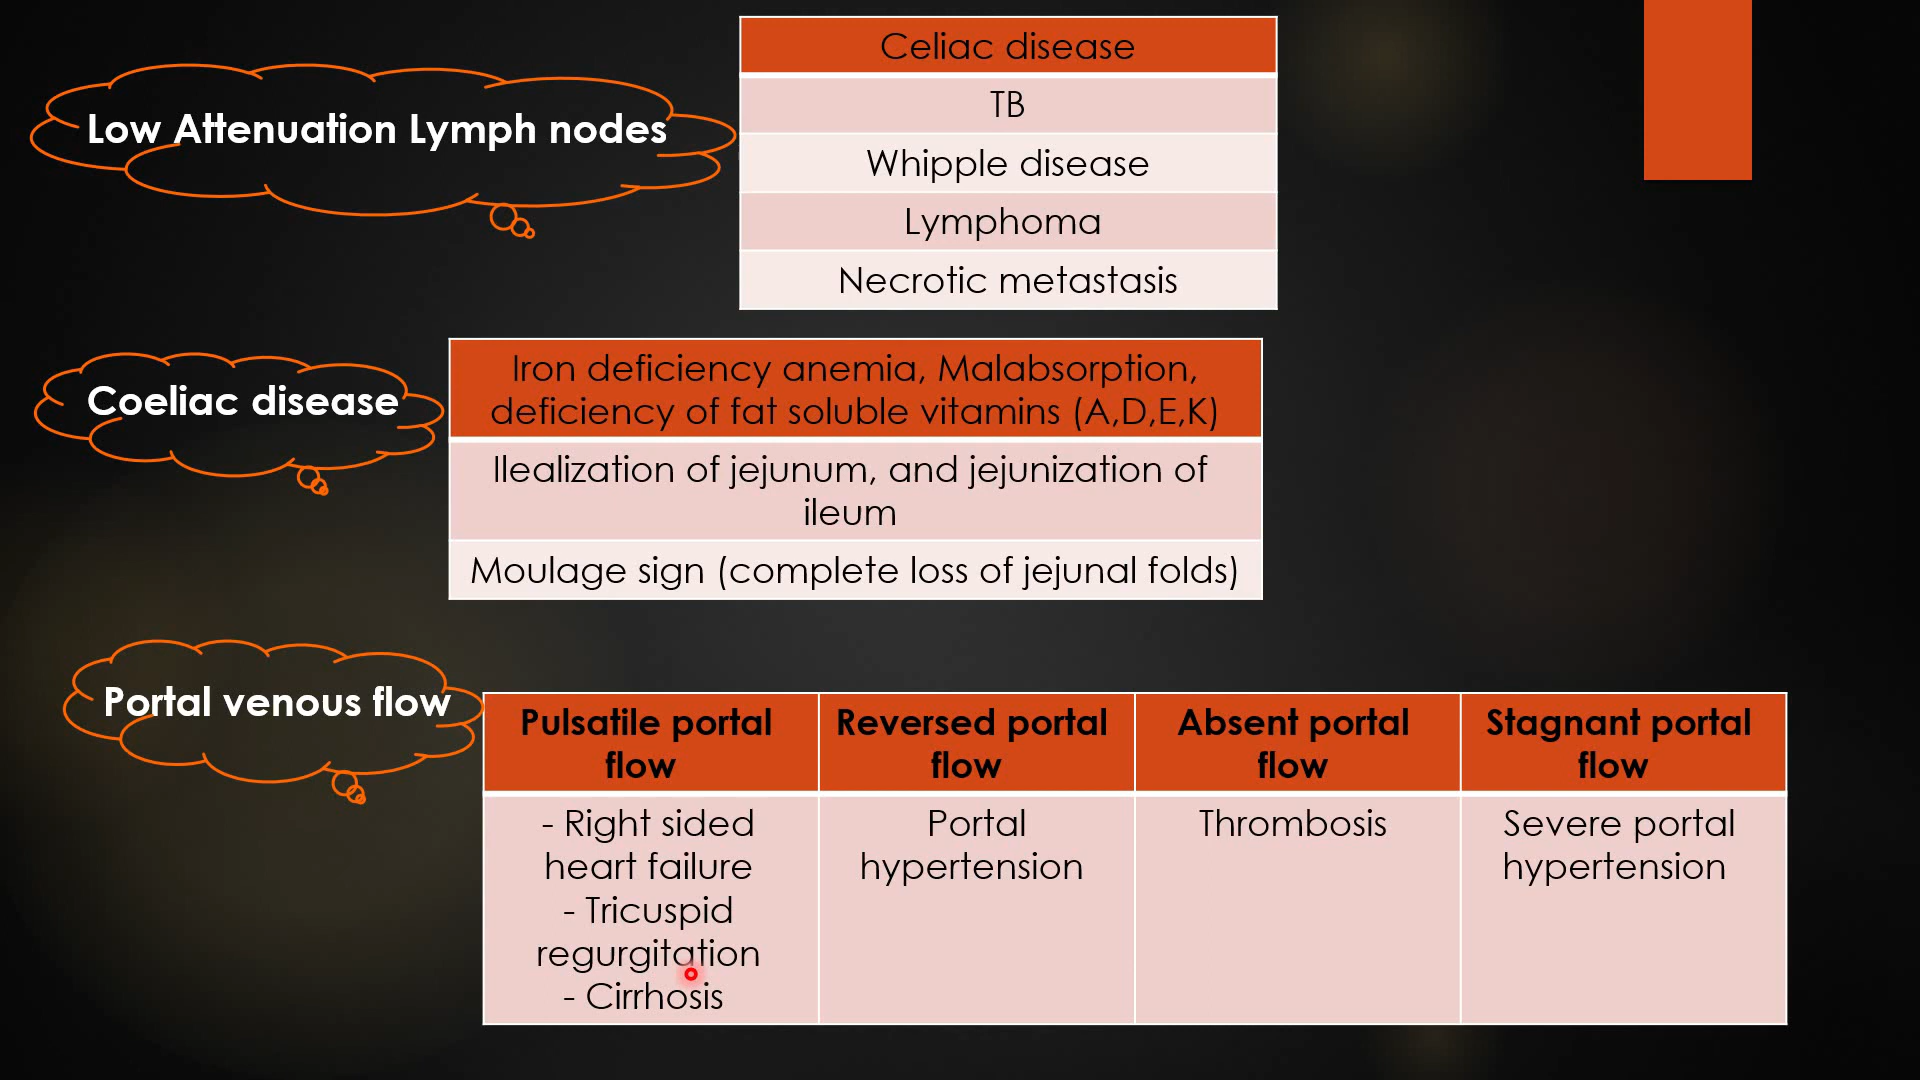 Low Attenuation Lymph nodes
Celiac disease
TB
Whipple disease
Lymphoma
Necrotic metastasis
Coeliac disease
Iron deficiency anemia, Malabsorption,
deficiency of fat soluble vitamins (A,D,E,K)
Ilealization of jejunum, and jejunization of
ileum
Moulage sign (complete loss of jejunal folds)
Portal venous flow
Pulsatile portal
flow
Reversed portal
flow
Absent portal
flow
Stagnant portal
flow
- Right sided
heart failure
- Tricuspid
regurgitation
- Cirrhosis
Portal
hypertension
Thrombosis
Severe portal
hypertension